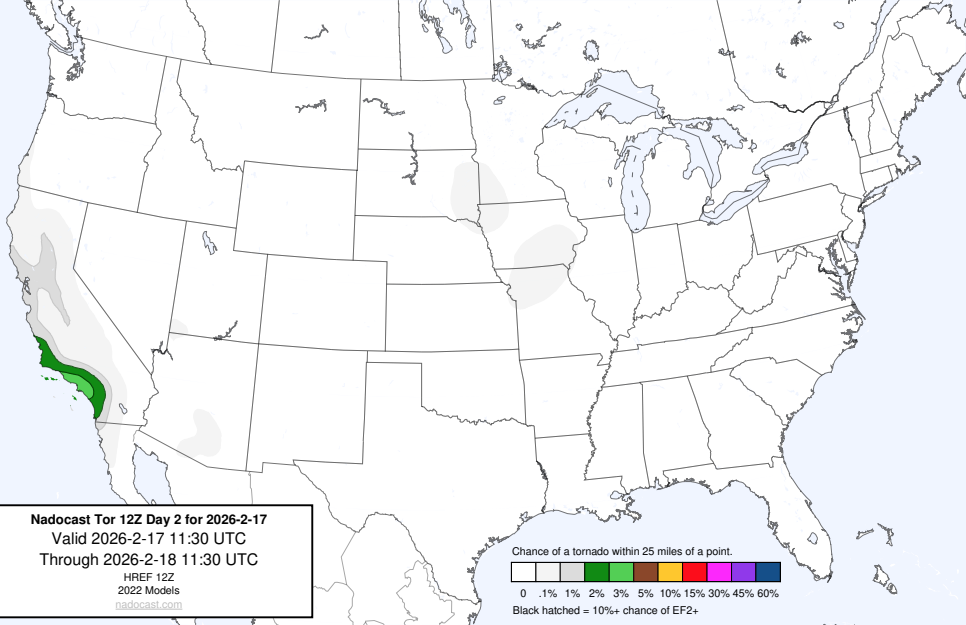 Nadocast Tor 12Z Day 2 for 2026-2-17
Valid 2026-2-17 11:30 UTC
Through 2026-2-18 11:30 UTC
HREF 12Z
2022 Models
nadocast.com
Chance of a tornado within 25 miles of a point.
0 .1% 1% 2% 3% 5% 10% 15% 30% 45% 60%
Black hatched = 10%+ chance of EF2+